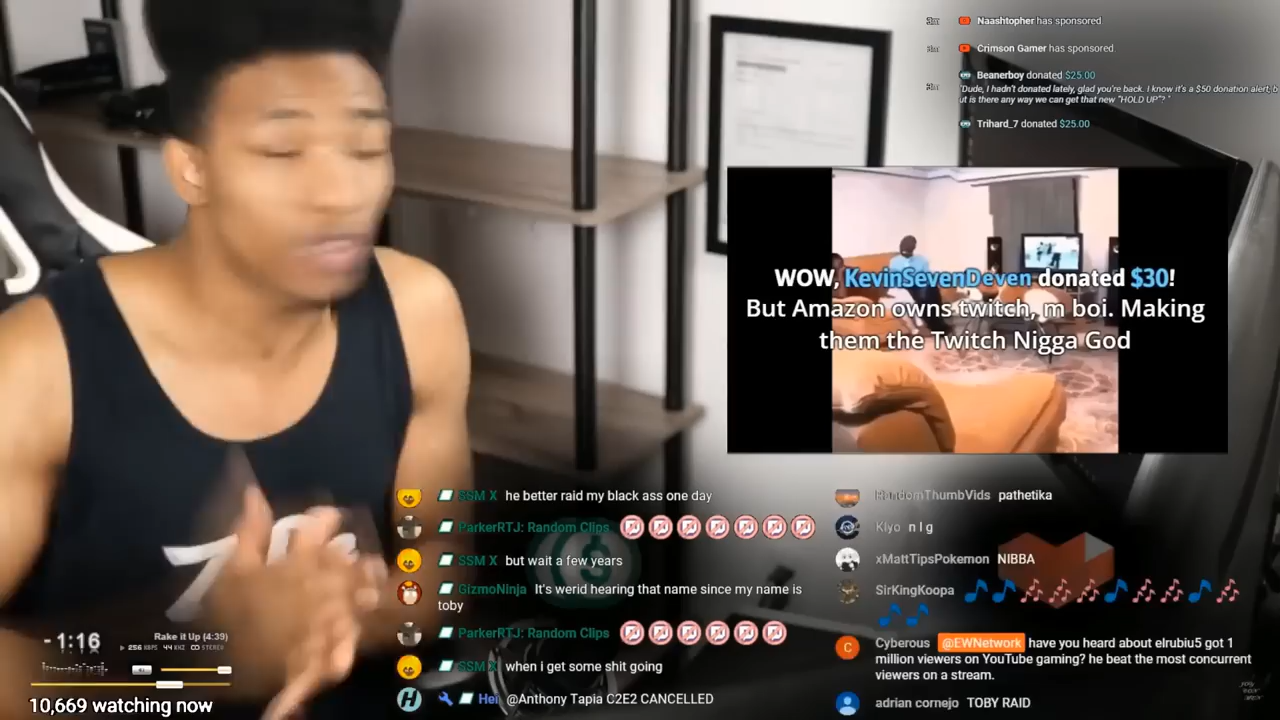 Naashtopher has sponsored
Crimson Gamer has sponsored
Beanerboy donated $25.00
"Dude, I hadn't donated lately, glad you're back. I know it's a $50 donation alert, b
ut is there any way we can get that new "HOLD UP"? "
Trihard_7 donated $25.00
WOW, KevinSevenDeven donated $30!
But Amazon owns twitch, m boi. Making
them the Twitch Nigga God
SSM X he better raid my black ass one day
ParkerRTJ: Random Clips
SSM X but wait a few years
GizmoNinja It's werid hearing that name since my name is
toby
ParkerRTJ: Random Clips
SSM X when i get some shit going
Hei @Anthony Tapia C2E2 CANCELLED
RandomThumbVids pathetika
Klyo n I g
xMattTipsPokemon NIBBA
SirKingKoopa
Cyberous @EWNetwork have you heard about elrubiu5 got 1
million viewers on YouTube gaming? he beat the most concurrent
viewers on a stream.
adrian cornejo TOBY RAID
- 1:16
Rake it Up (4:39)
256 KBPS 44 KHZ STEREO
10,669 watching now